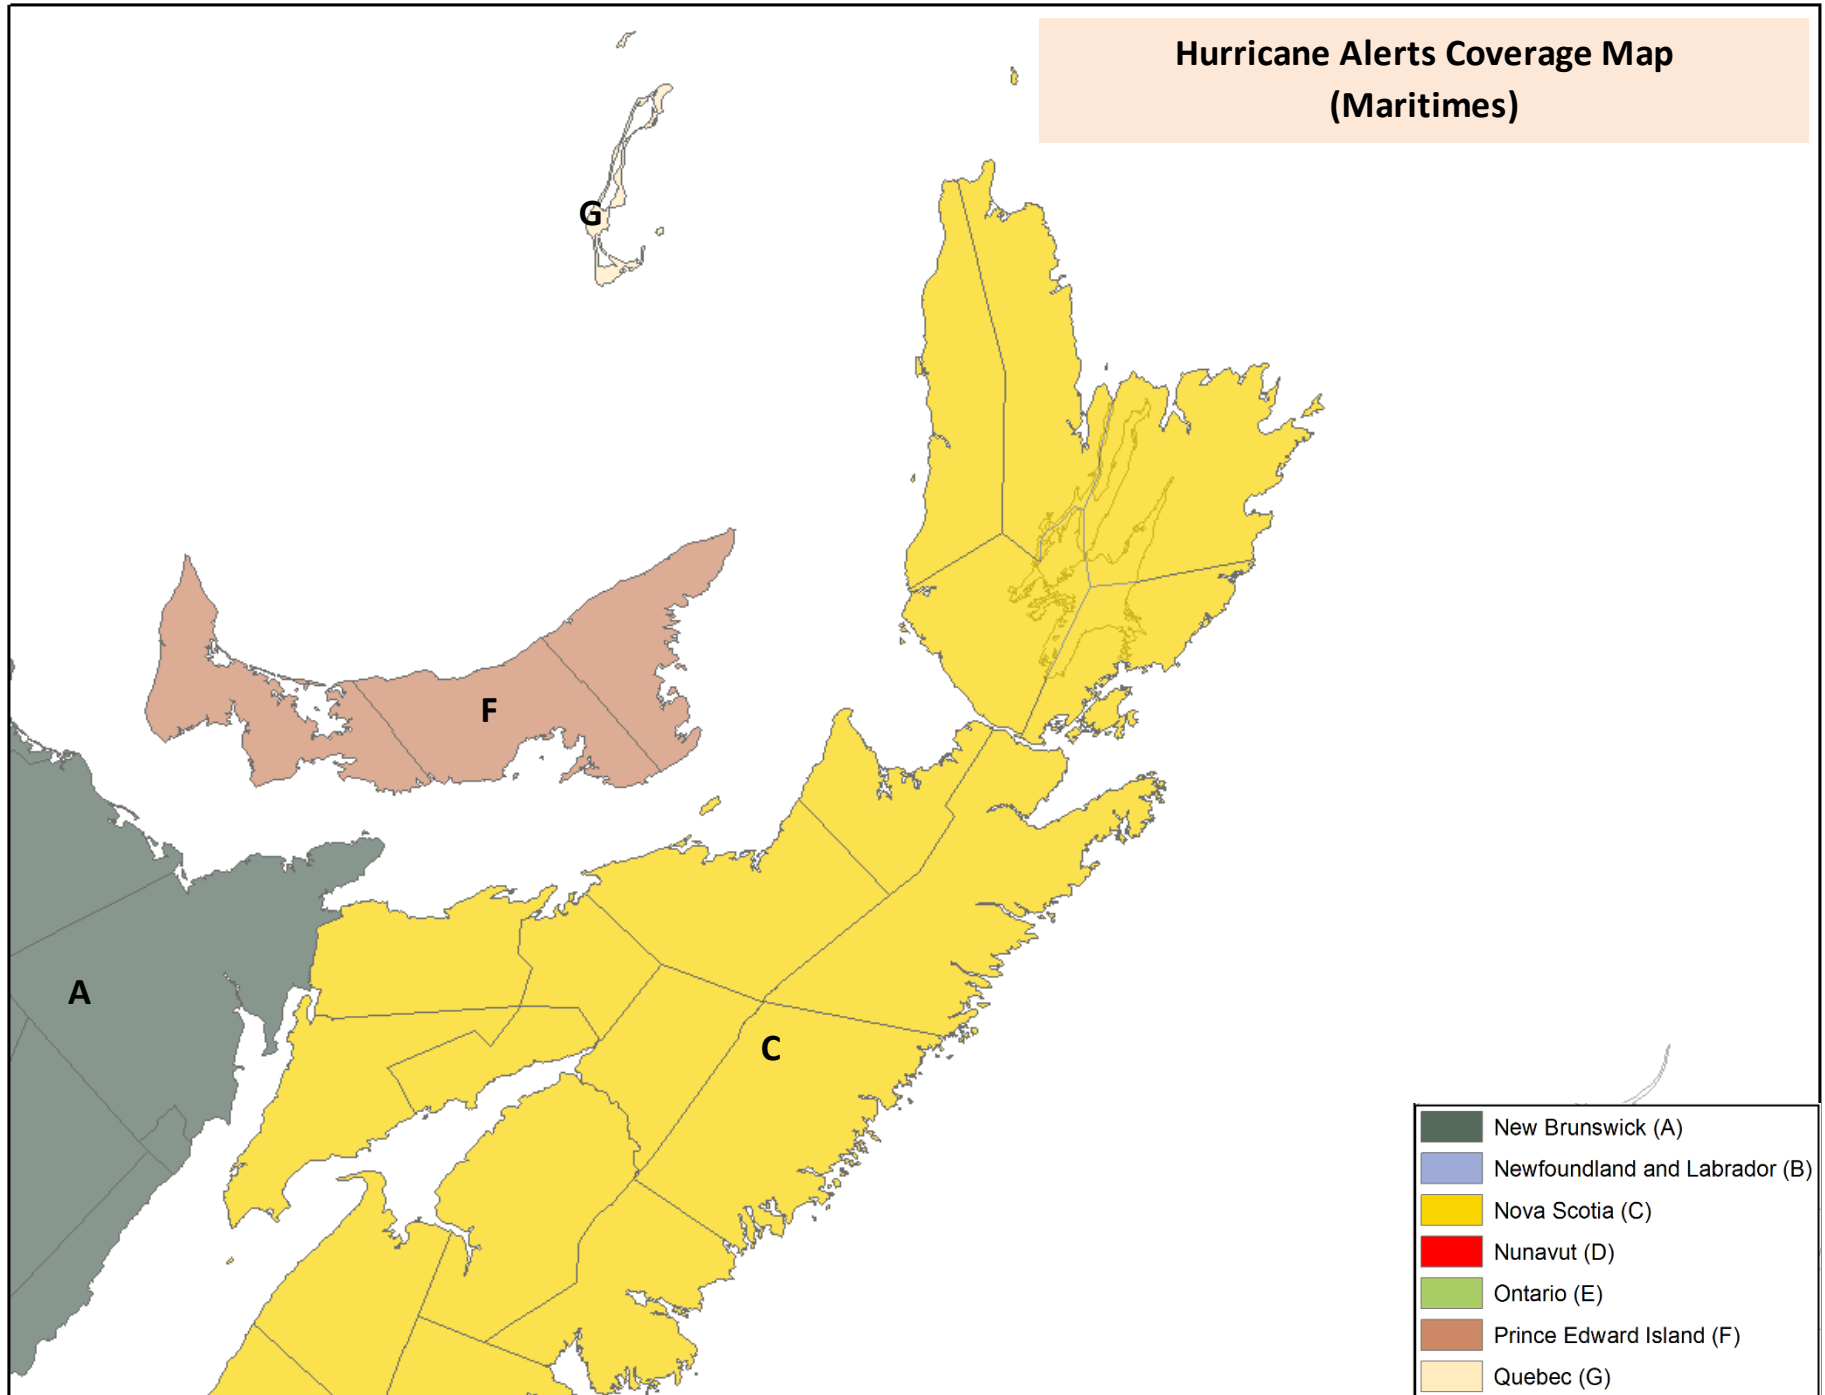 Hurricane Alerts Coverage Map
(Maritimes)
G
F
A
C
New Brunswick (A)
Newfoundland and Labrador (B)
Nova Scotia (C)
Nunavut (D)
Ontario (E)
Prince Edward Island (F)
Quebec (G)